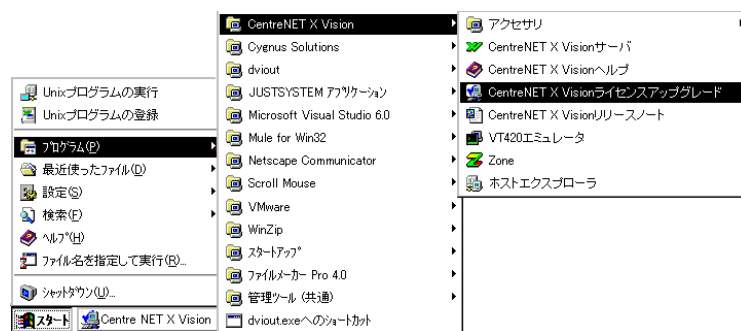 Unixプログラムの実行
Unixプログラムの登録
プログラム(P)
最近使ったファイル(D)
設定(S)
検索(F)
ヘルプ(H)
ファイル名を指定して実行(R)...
シャットダウン(U)...
スタート
Centre NET X Vision
CentreNET X Vision
Cygnus Solutions
dviout
JUSTSYSTEM アプリケーション
Microsoft Visual Studio 6.0
Mule for Win32
Netscape Communicator
Scroll Mouse
VMware
WinZip
スタートアップ
ファイルメーカー Pro 4.0
管理ツール (共通)
dviout.exeへのショートカット
アクセサリ
CentreNET X Visionサーバ
CentreNET X Visionヘルプ
CentreNET X Visionライセンスアップグレード
CentreNET X Visionリリースノート
VT420エミュレータ
Zone
ホストエクスプローラ